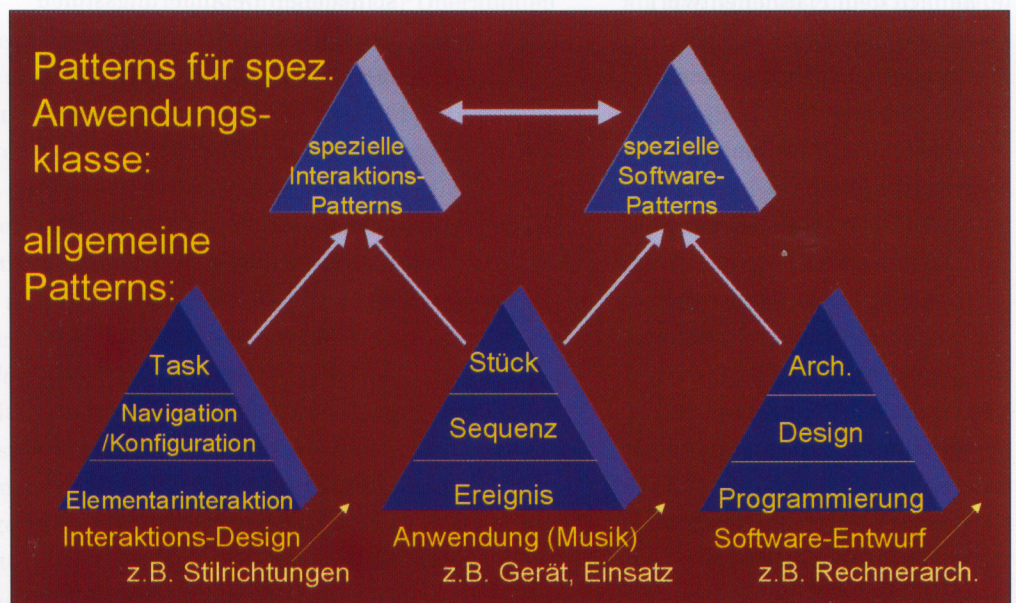 Patterns für spez.
Anwendungs-
klasse:
spezielle
Interaktions-
Patterns
spezielle
Software-
Patterns
allgemeine
Patterns:
Task
Navigation
/Konfiguration
Elementarinteraktion
Interaktions-Design
z.B. Stilrichtungen
Stück
Sequenz
Ereignis
Anwendung (Musik)
z.B. Gerät, Einsatz
Arch.
Design
Programmierung
Software-Entwurf
z.B. Rechnerarch.